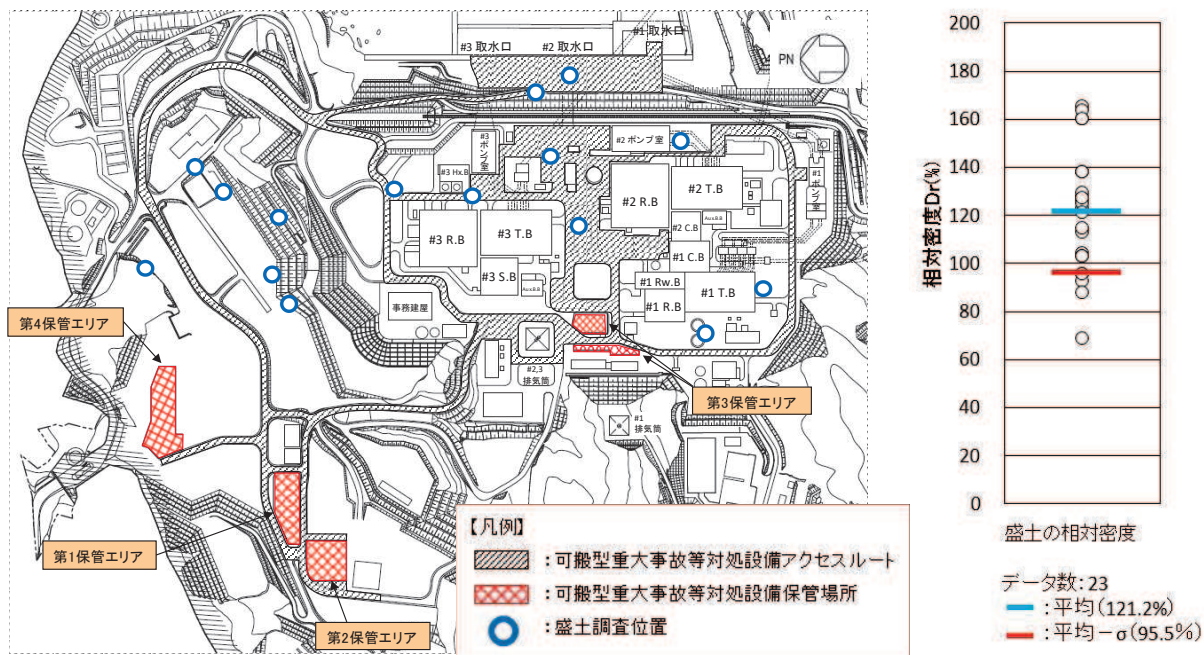 #1 取水口
#2 取水口
#3 取水口
PN
#3
ポンプ室
#2 ポンプ室
#1
ポンプ室
#3 Hx.B
#2 R.B
#2 T.B
#3 R.B
#3 T.B
#2 C.B
Aux.B.B
#1 C.B
#3 S.B
Aux.B.B
#1 Rw.B
#1 R.B
#1 T.B
事務建屋
第4保管エリア
#2,3
排気筒
第3保管エリア
#1
排気筒
第1保管エリア
第2保管エリア
【凡例】
:可搬型重大事故等対処設備アクセスルート
:可搬型重大事故等対処設備保管場所
:盛土調査位置
相対密度Dr(%)
200
180
160
140
120
100
80
60
40
20
0
盛土の相対密度
データ数:23
:平均(121.2%)
:平均-σ(95.5%)